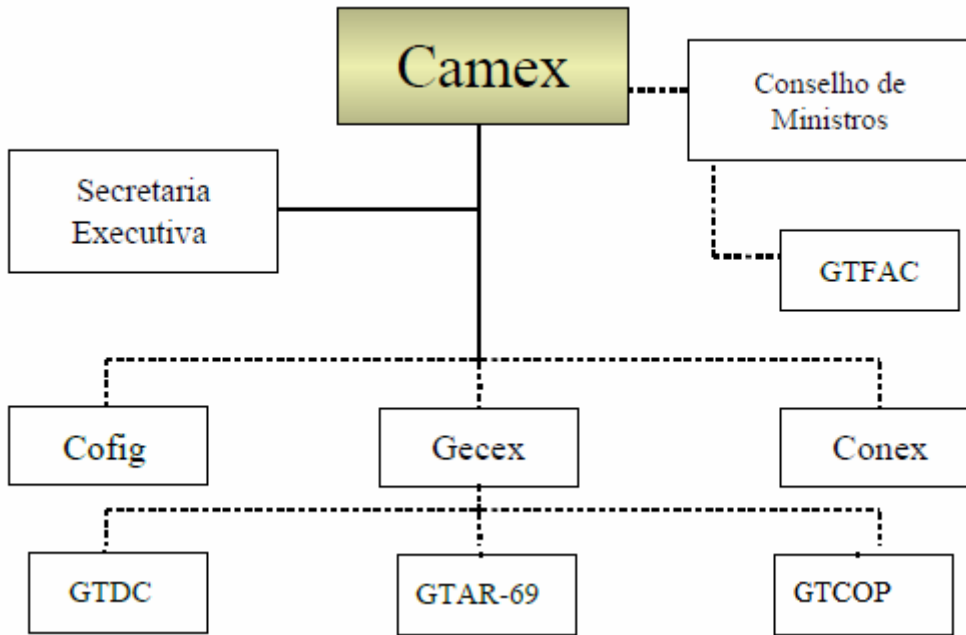 Camex
Conselho de
Ministros
Secretaria
Executiva
GTFAC
Cofig
Gecex
Conex
GTDC
GTAR-69
GTCOP